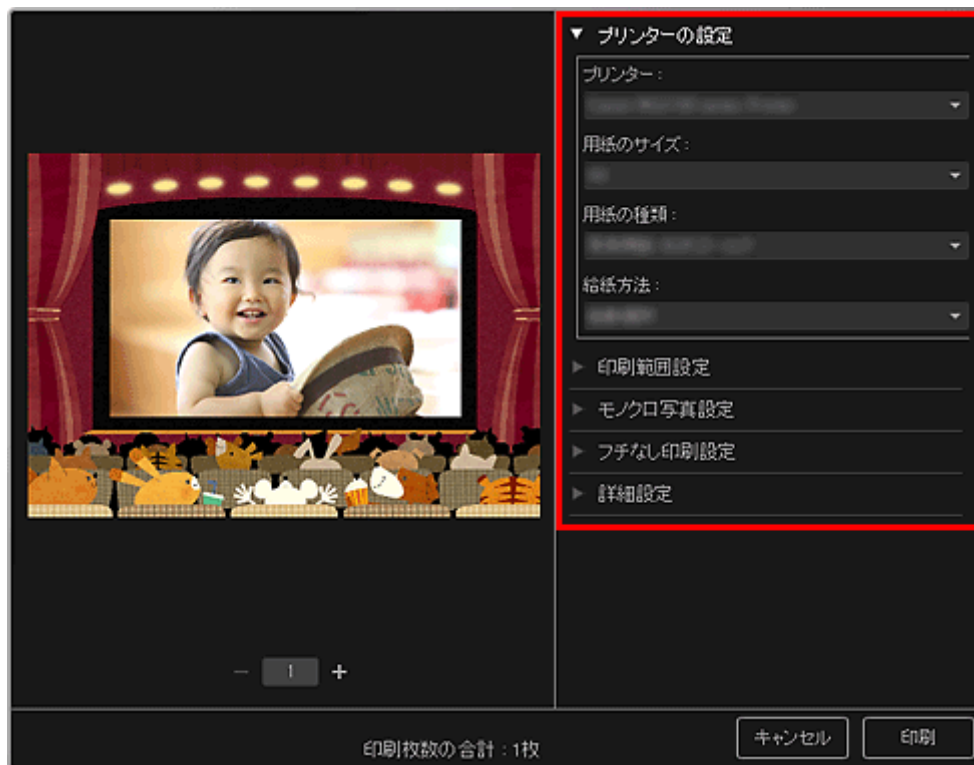 ▼ プリンターの設定
プリンター：
用紙のサイズ：
用紙の種類：
給紙方法：
▶ 印刷範囲設定
▶ モノクロ写真設定
▶ フチなし印刷設定
▶ 詳細設定
− 1 +
印刷枚数の合計：1枚
キャンセル
印刷